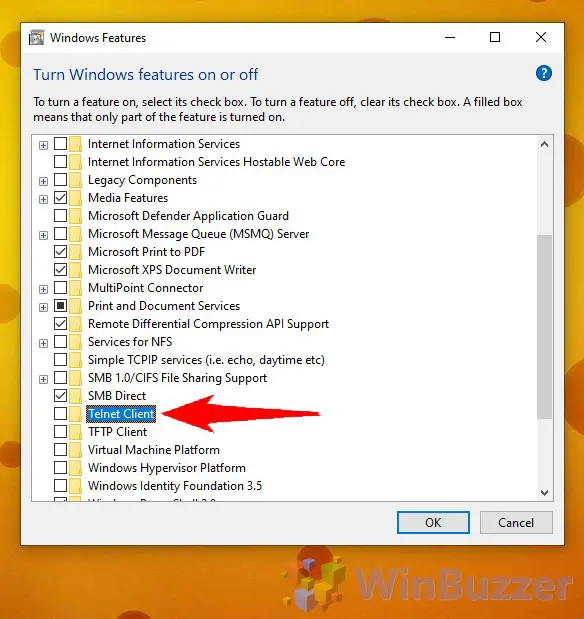 Windows Features
Turn Windows features on or off
?
To turn a feature on, select its check box. To turn a feature off, clear its check box. A filled box
means that only part of the feature is turned on.
Internet Information Services
Internet Information Services Hostable Web Core
Legacy Components
Media Features
Microsoft Defender Application Guard
Microsoft Message Queue (MSMQ) Server
Microsoft Print to PDF
Microsoft XPS Document Writer
MultiPoint Connector
Print and Document Services
Remote Differential Compression API Support
Services for NFS
Simple TCPIP services (i.e. echo, daytime etc)
SMB 1.0/CIFS File Sharing Support
SMB Direct
Telnet Client
TFTP Client
Virtual Machine Platform
Windows Hypervisor Platform
Windows Identity Foundation 3.5
OK
Cancel
WinBuzzer